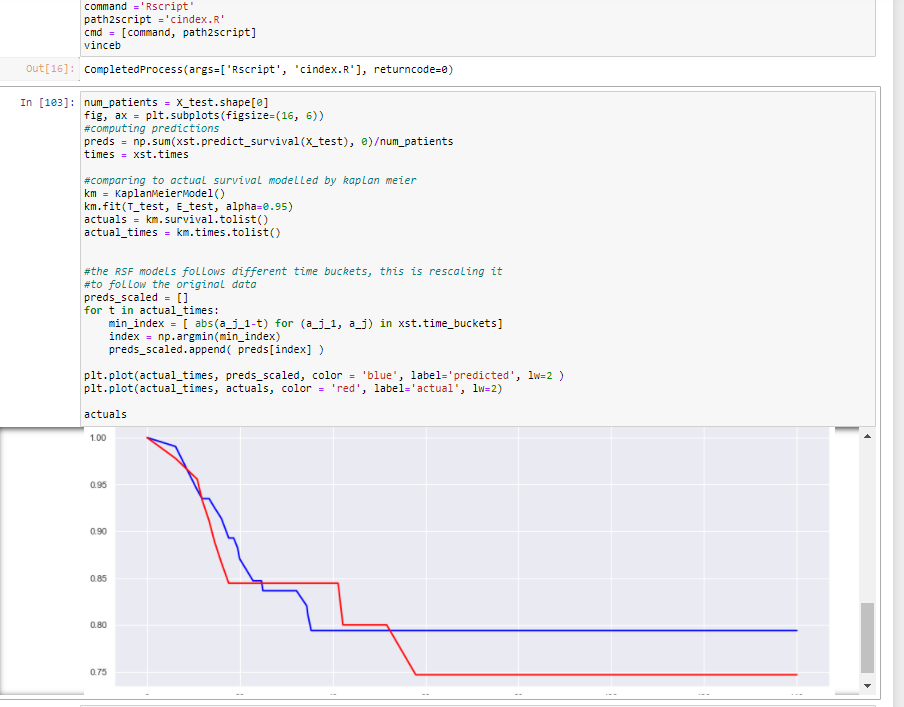 command ='Rscript'
path2script ='cindex.R'
cmd = [command, path2script]
vinceb
Out[16]: CompletedProcess(args=['Rscript', 'cindex.R'], returncode=0)
In [103]: num_patients = X_test.shape[0]
fig, ax = plt.subplots(figsize=(16, 6))
#computing predictions
preds = np.sum(xst.predict_survival(X_test), 0)/num_patients
times = xst.times
#comparing to actual survival modelled by kaplan meier
km = KaplanMeierModel()
km.fit(T_test, E_test, alpha=0.95)
actuals = km.survival.tolist()
actual_times = km.times.tolist()
#the RSF models follows different time buckets, this is rescaling it
#to follow the original data
preds_scaled = []
for t in actual_times:
    min_index = [ abs(a_j_1-t) for (a_j_1, a_j) in xst.time_buckets]
    index = np.argmin(min_index)
    preds_scaled.append( preds[index] )
plt.plot(actual_times, preds_scaled, color = 'blue', label='predicted', lw=2 )
plt.plot(actual_times, actuals, color = 'red', label='actual', lw=2)
actuals
1.00
0.95
0.90
0.85
0.80
0.75